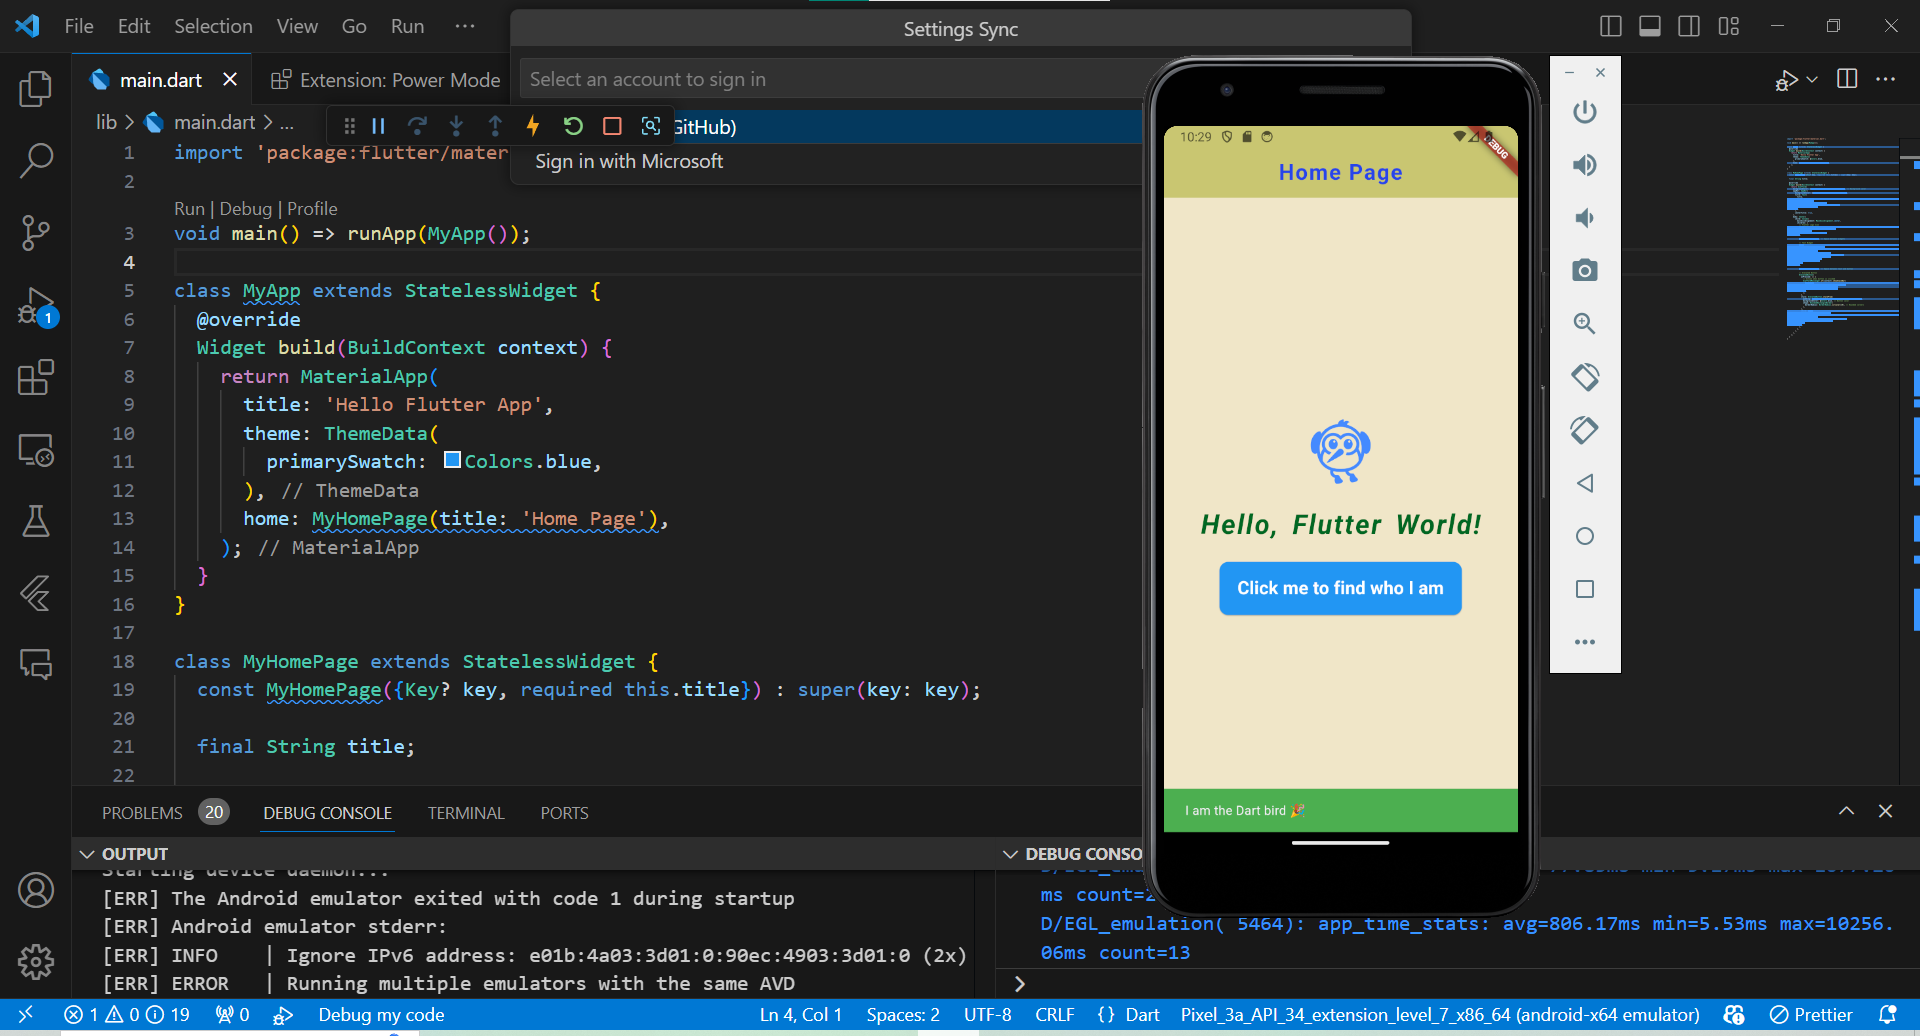 File Edit Selection View Go Run ···
Settings Sync
main.dart
Extension: Power Mode
Select an account to sign in
GitHub)
Sign in with Microsoft
lib > main.dart > ...
1 import 'package:flutter/mater
2
Run | Debug | Profile
3 void main() => runApp(MyApp());
4
5 class MyApp extends StatelessWidget {
6 @override
7 Widget build(BuildContext context) {
8 return MaterialApp(
9 title: 'Hello Flutter App',
10 theme: ThemeData(
11 primarySwatch: Colors.blue,
12 ), // ThemeData
13 home: MyHomePage(title: 'Home Page'),
14 ); // MaterialApp
15 }
16 }
17
18 class MyHomePage extends StatelessWidget {
19 const MyHomePage({Key? key, required this.title}) : super(key: key);
20
21 final String title;
22
10:29
DEBUG
Home Page
Hello, Flutter World!
Click me to find who I am
I am the Dart bird 🎉
1
PROBLEMS 20 DEBUG CONSOLE TERMINAL PORTS
OUTPUT
Starting device daemon...
[ERR] The Android emulator exited with code 1 during startup
[ERR] Android emulator stderr:
[ERR] INFO | Ignore IPv6 address: e01b:4a03:3d01:0:90ec:4903:3d01:0 (2x)
[ERR] ERROR | Running multiple emulators with the same AVD
DEBUG CONSO
ms count=2
D/EGL_emulation( 5464): app_time_stats: avg=806.17ms min=5.53ms max=10256.
06ms count=13
>
1 0 19 0 Debug my code Ln 4, Col 1 Spaces: 2 UTF-8 CRLF {} Dart Pixel_3a_API_34_extension_level_7_x86_64 (android-x64 emulator) Prettier